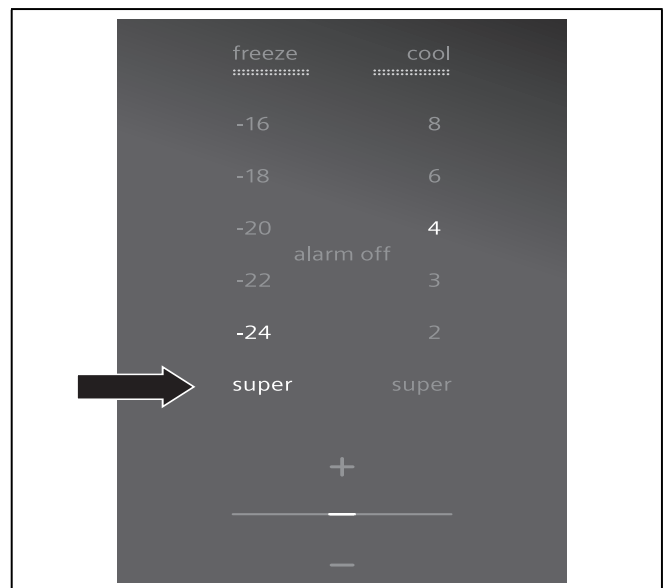 freeze cool
-16 8
-18 6
-20 4
alarm off
-22 3
-24 2
super super
+
−